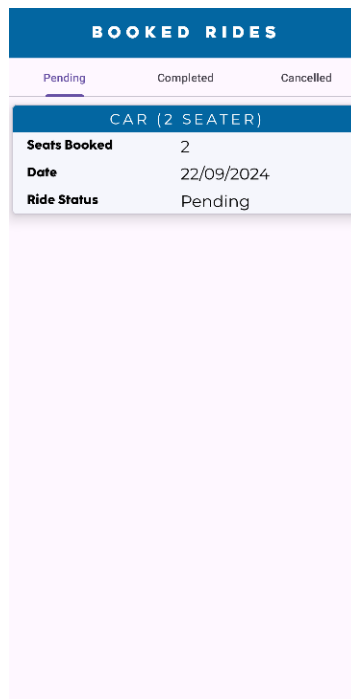 BOOKED RIDES
Pending Completed Cancelled
CAR (2 SEATER)
Seats Booked 2
Date 22/09/2024
Ride Status Pending